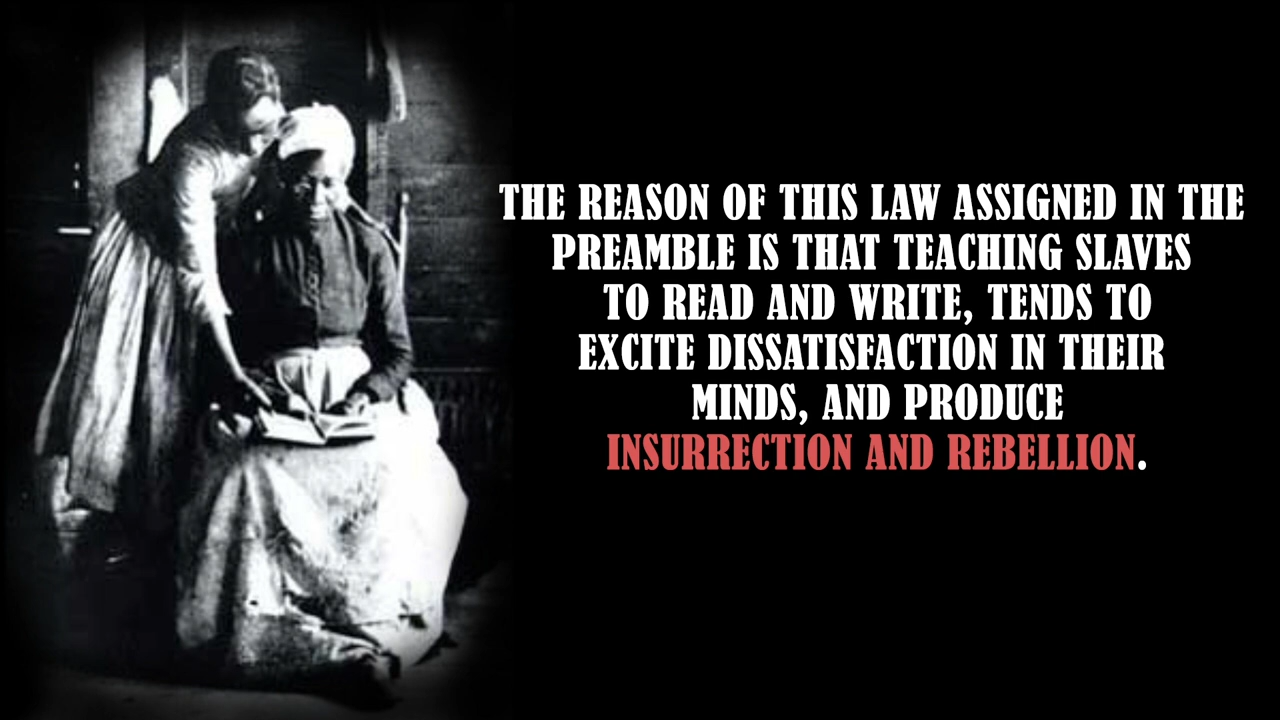 THE REASON OF THIS LAW ASSIGNED IN THE
PREAMBLE IS THAT TEACHING SLAVES
TO READ AND WRITE, TENDS TO
EXCITE DISSATISFACTION IN THEIR
MINDS, AND PRODUCE
INSURRECTION AND REBELLION.